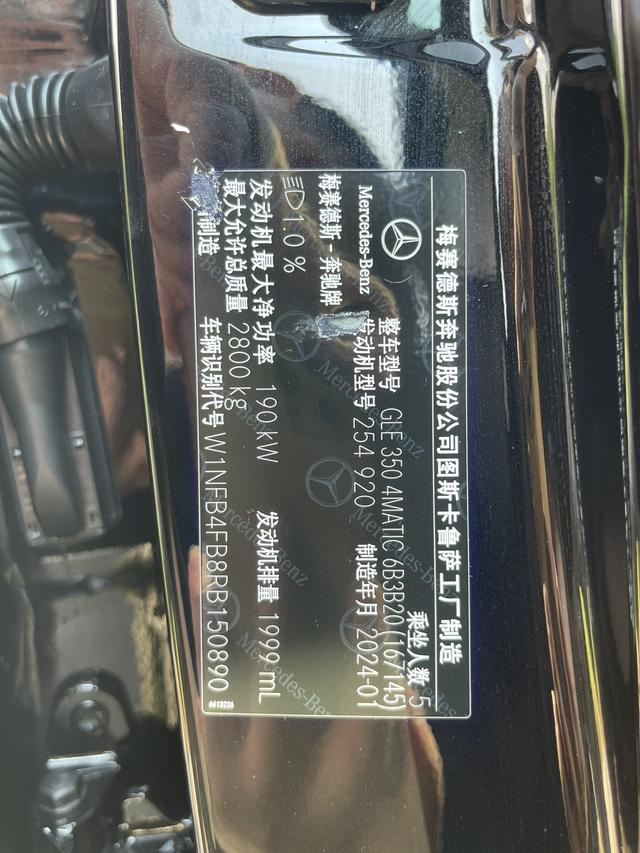 梅赛德斯奔驰股份公司图斯卡鲁萨工厂制造
乘坐人数 5
Mercedes-Benz
整车型号 GLE 350 4MATIC 6B3B20 (167145)
梅赛德斯-奔驰牌
发动机型号 254 920 制造年月 2024-01
1.0 %
发动机最大净功率 190 kW 发动机排量 1999 mL
最大允许总质量 2800 kg
制造
车辆识别代号 W1NFB4FB8RB150890
6613226